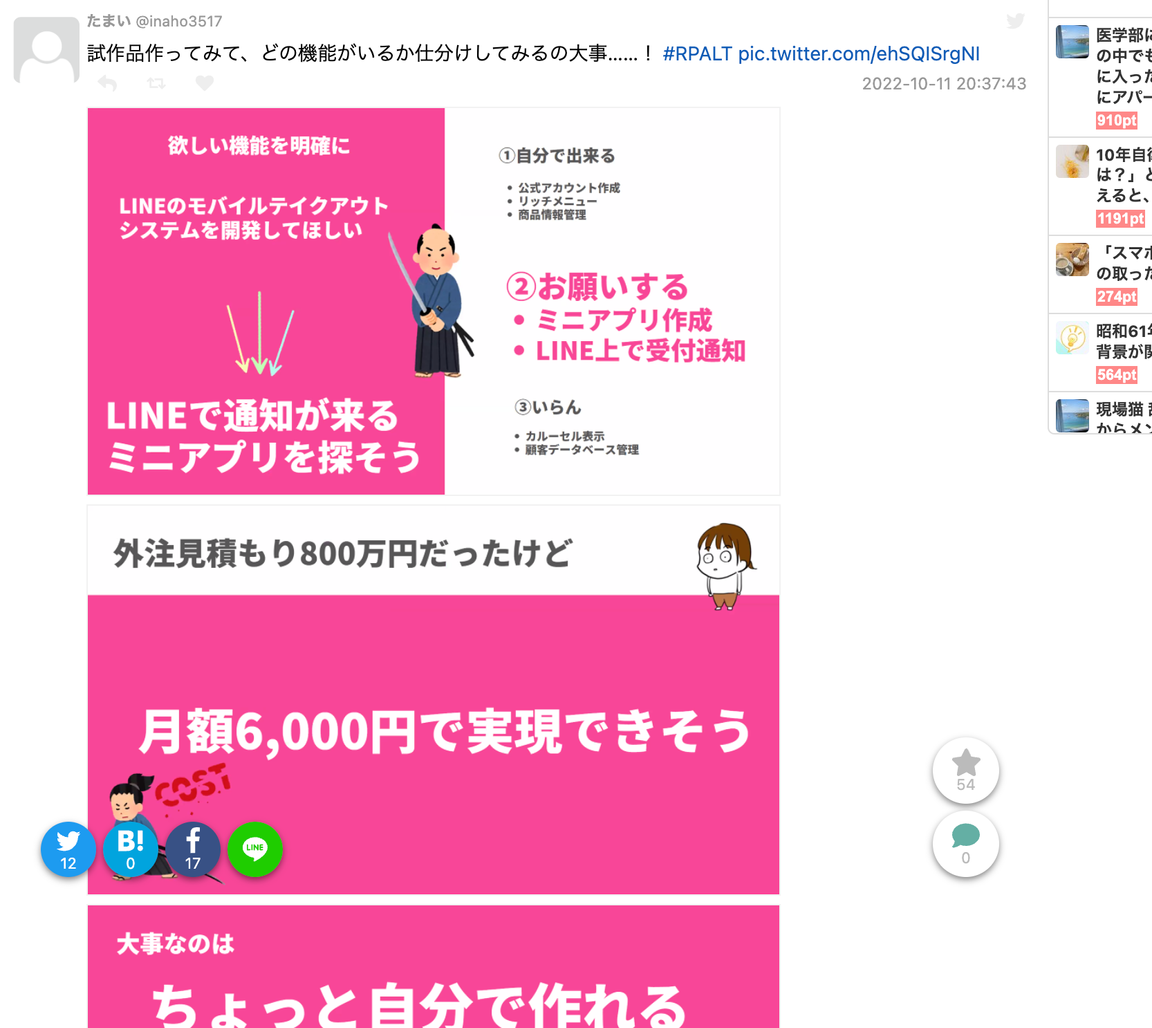 たまい @inaho3517
試作品作ってみて、どの機能がいるか仕分けしてみるの大事……！ #RPALT pic.twitter.com/ehSQISrgNI
2022-10-11 20:37:43
欲しい機能を明確に
LINEのモバイルテイクアウト
システムを開発してほしい
LINEで通知が来る
ミニアプリを探そう
①自分で出来る
• 公式アカウント作成
• リッチメニュー
• 商品情報管理
②お願いする
• ミニアプリ作成
• LINE上で受付通知
③いらん
• カルーセル表示
• 顧客データベース管理
外注見積もり800万円だったけど
月額6,000円で実現できそう
COST
大事なのは
ちょっと自分で作れる
12
B!
0
17
LINE
54
0
医学部に
の中でも
に入った
にアパー
910pt
10年自衛
は？」と
えると、
1191pt
「スマホ
の取った
274pt
昭和61年
背景が関
564pt
現場猫
からメン